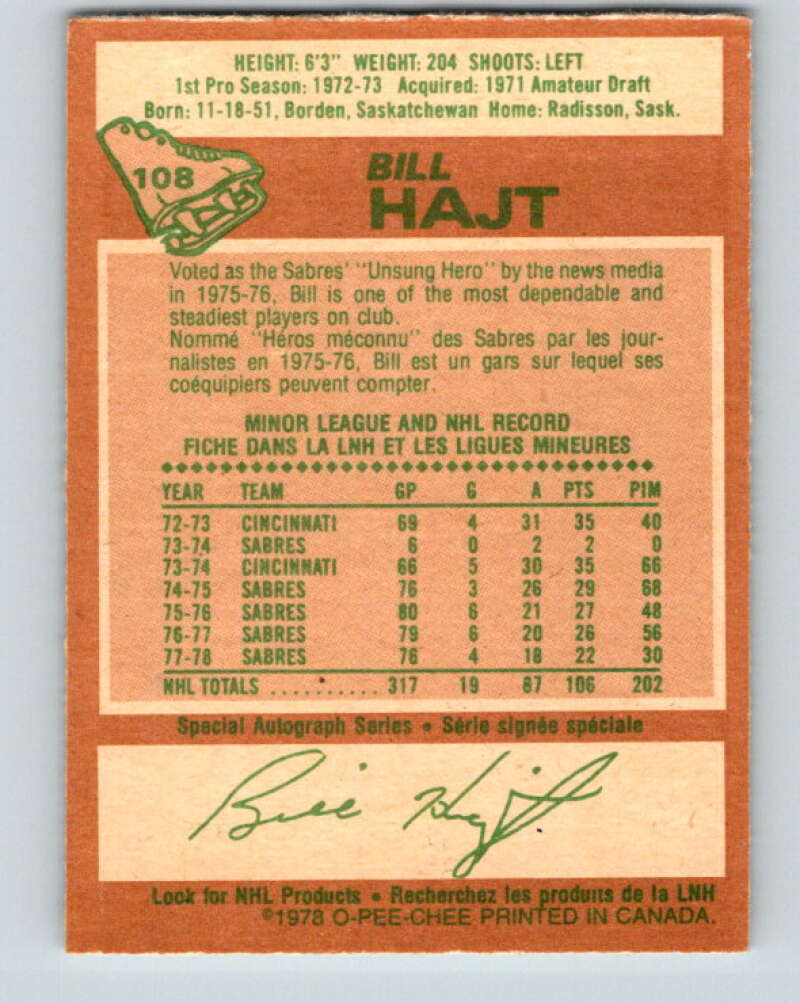 HEIGHT: 6'3" WEIGHT: 204 SHOOTS: LEFT
1st Pro Season: 1972-73 Acquired: 1971 Amateur Draft
Born: 11-18-51, Borden, Saskatchewan Home: Radisson, Sask.
108
BILL
HAJT
Voted as the Sabres' "Unsung Hero" by the news media
in 1975-76, Bill is one of the most dependable and
steadiest players on club.
Nommé "Héros méconnu" des Sabres par les jour-
nalistes en 1975-76, Bill est un gars sur lequel ses
coéquipiers peuvent compter.
MINOR LEAGUE AND NHL RECORD
FICHE DANS LA LNH ET LES LIGUES MINEURES
YEAR TEAM GP G A PTS PIM
72-73 CINCINNATI 69 4 31 35 40
73-74 SABRES 6 0 2 2 0
73-74 CINCINNATI 66 5 30 35 66
74-75 SABRES 76 3 26 29 68
75-76 SABRES 80 6 21 27 48
76-77 SABRES 79 6 20 26 56
77-78 SABRES 76 4 18 22 30
NHL TOTALS .......... 317 19 87 106 202
Special Autograph Series • Série signée spéciale
Bill Hajt
Look for NHL Products • Recherchez les produits de la LNH
©1978 O-PEE-CHEE PRINTED IN CANADA.